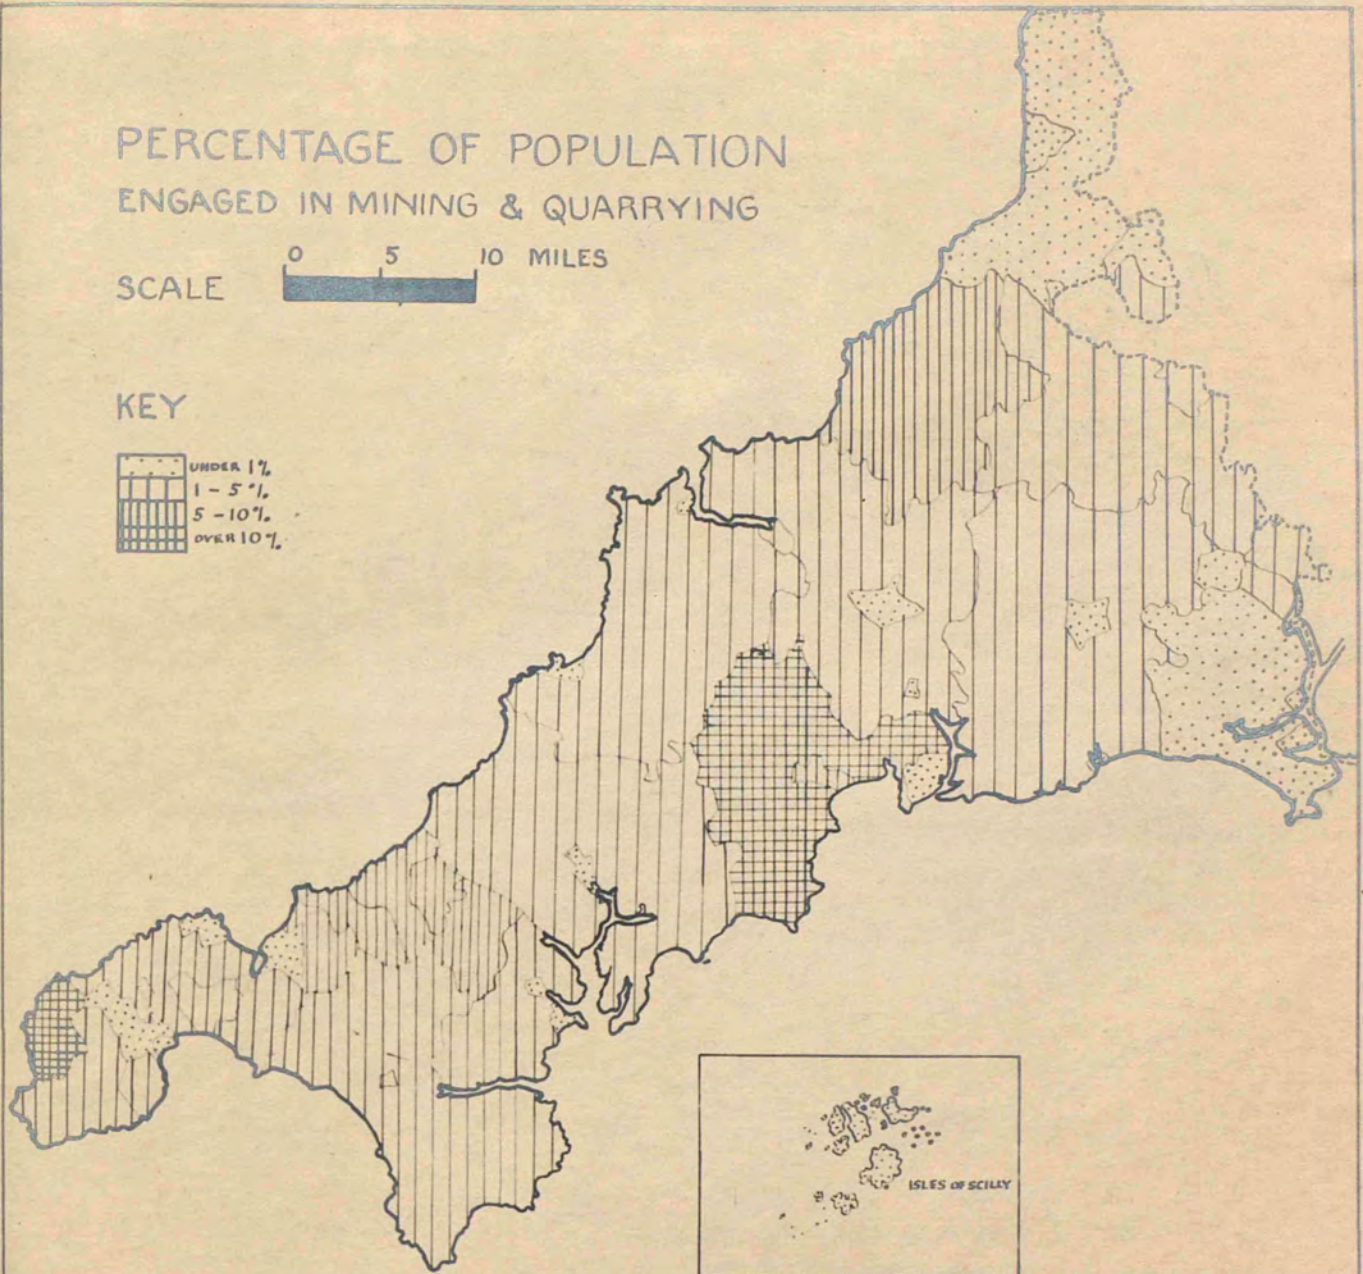 PERCENTAGE OF POPULATION
ENGAGED IN MINING & QUARRYING
0 5 10 MILES
SCALE
KEY
UNDER 1%
1 - 5%
5 - 10%
OVER 10%
ISLES OF SCILLY